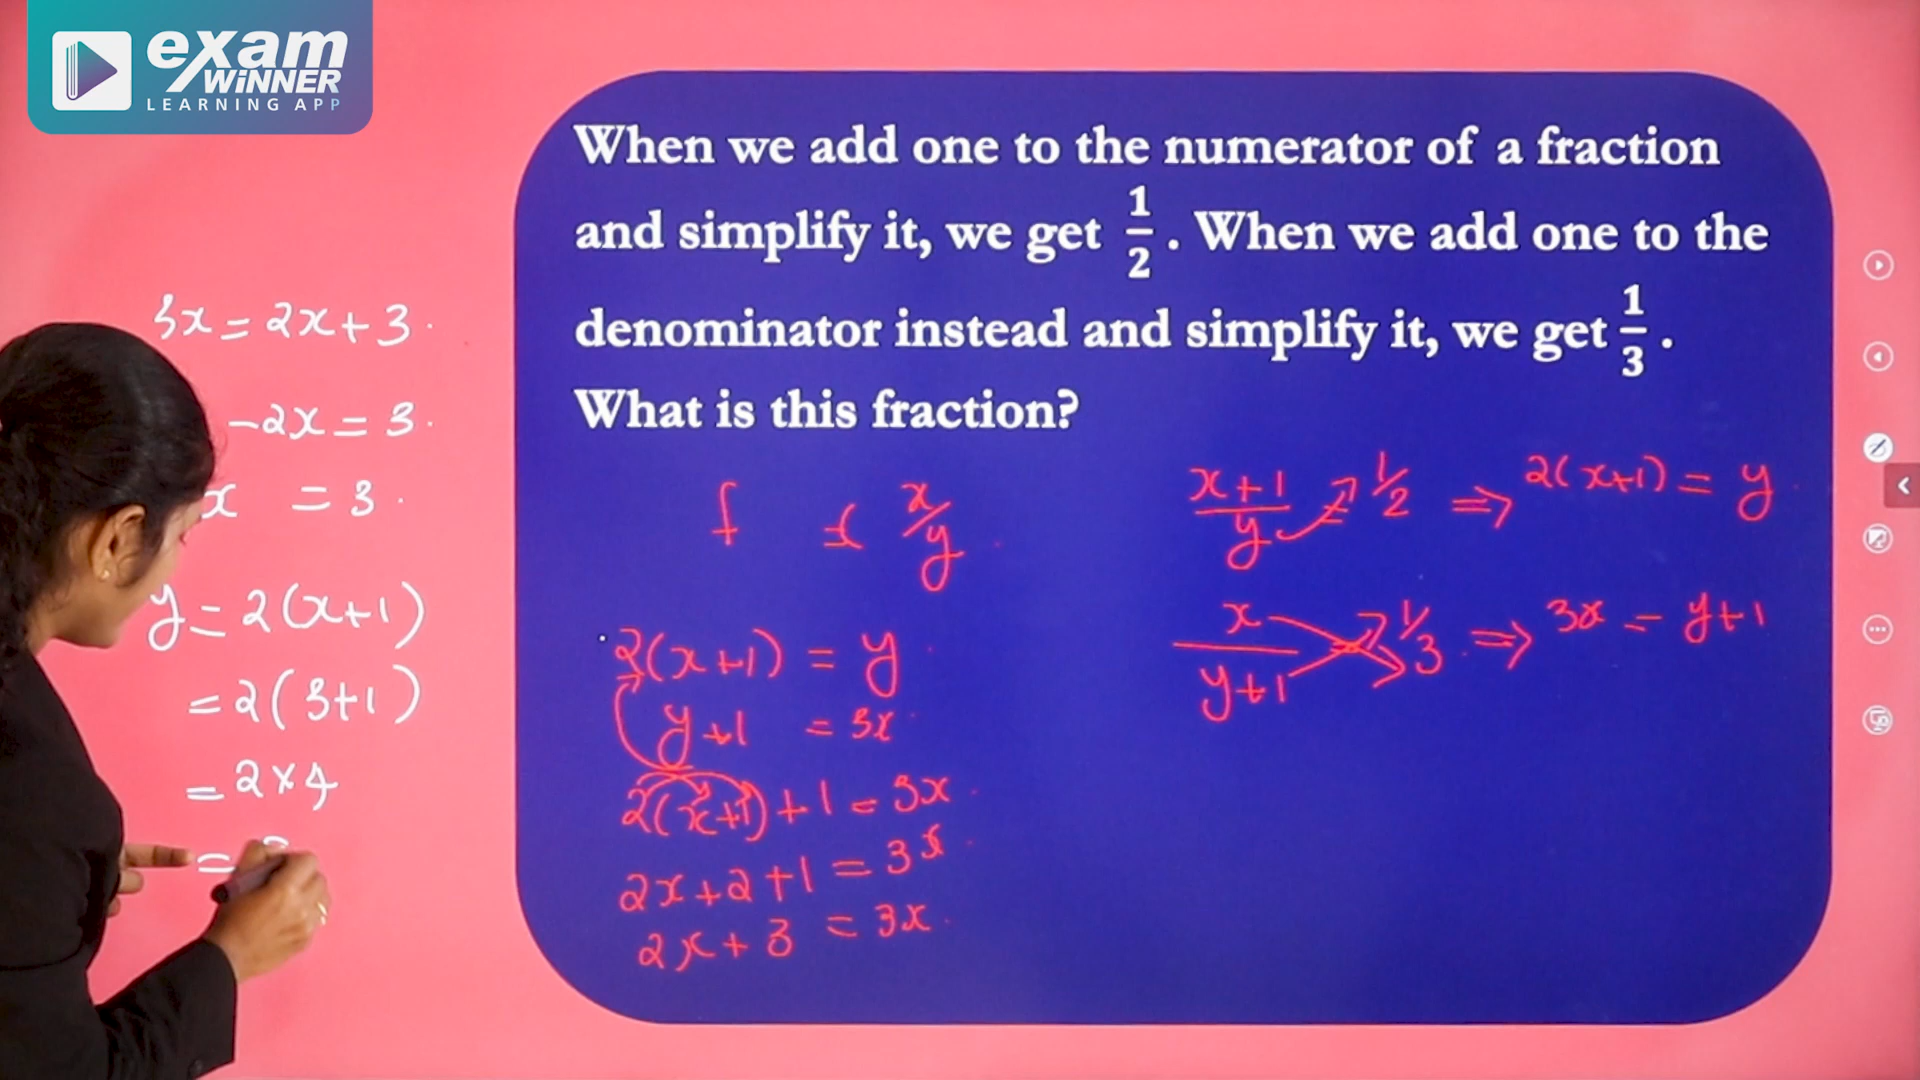 exam
WiNNER
LEARNING APP
When we add one to the numerator of a fraction
and simplify it, we get 1/2. When we add one to the
denominator instead and simplify it, we get 1/3.
What is this fraction?
3x = 2x+3.
-2x = 3.
x = 3.
y = 2(x+1)
= 2(3+1)
= 2×4
=
f x/y
2(x+1) = y
y+1 = 3x
2(x+1)+1 = 3x
2x+2+1 = 3x
2x+3 = 3x
(x+1)/y = 1/2 ⇒ 2(x+1) = y
x/(y+1) = 1/3 ⇒ 3x = y+1